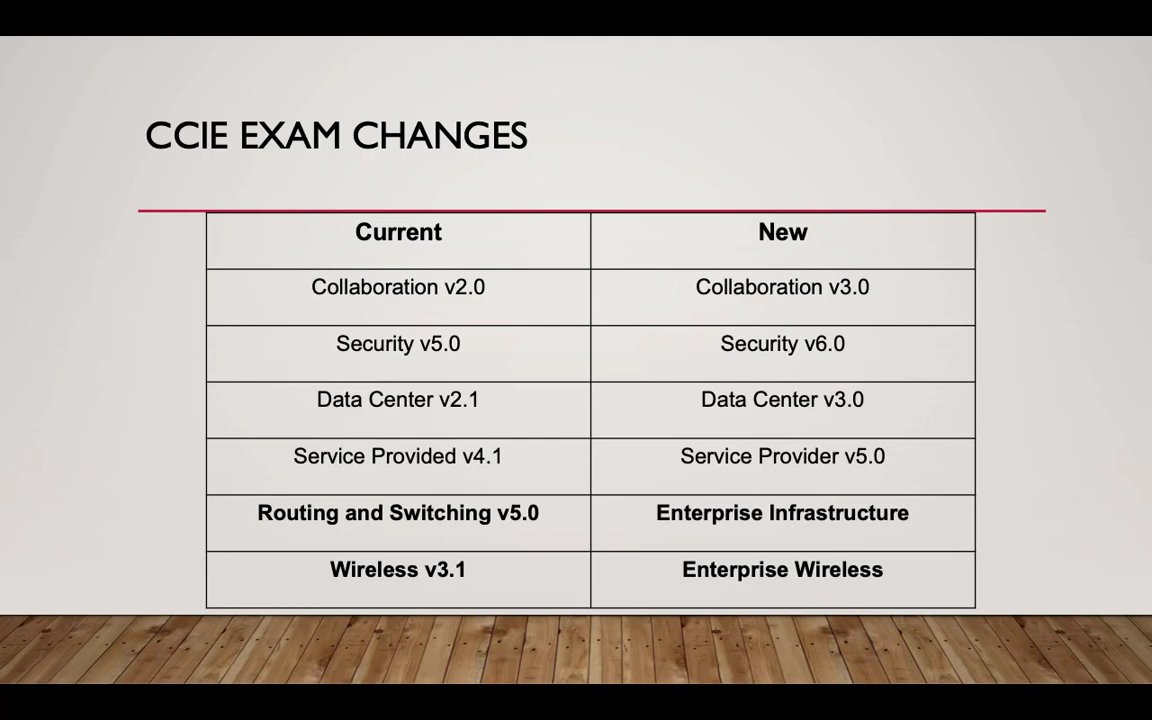 CCIE EXAM CHANGES
Current New
Collaboration v2.0 Collaboration v3.0
Security v5.0 Security v6.0
Data Center v2.1 Data Center v3.0
Service Provided v4.1 Service Provider v5.0
Routing and Switching v5.0 Enterprise Infrastructure
Wireless v3.1 Enterprise Wireless